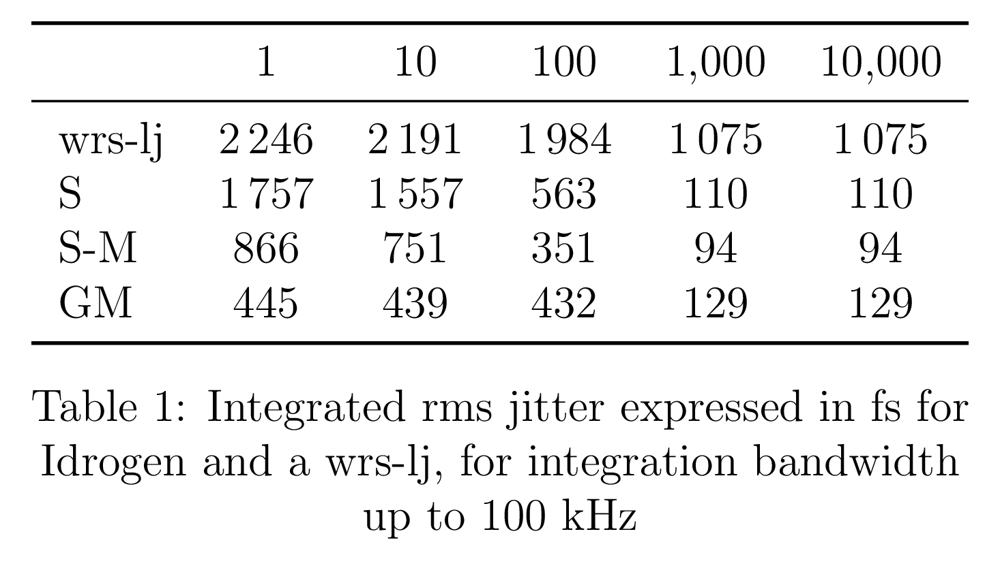 1 10 100 1,000 10,000
wrs-lj 2 246 2 191 1 984 1 075 1 075
S 1 757 1 557 563 110 110
S-M 866 751 351 94 94
GM 445 439 432 129 129
Table 1: Integrated rms jitter expressed in fs for
Idrogen and a wrs-lj, for integration bandwidth
up to 100 kHz